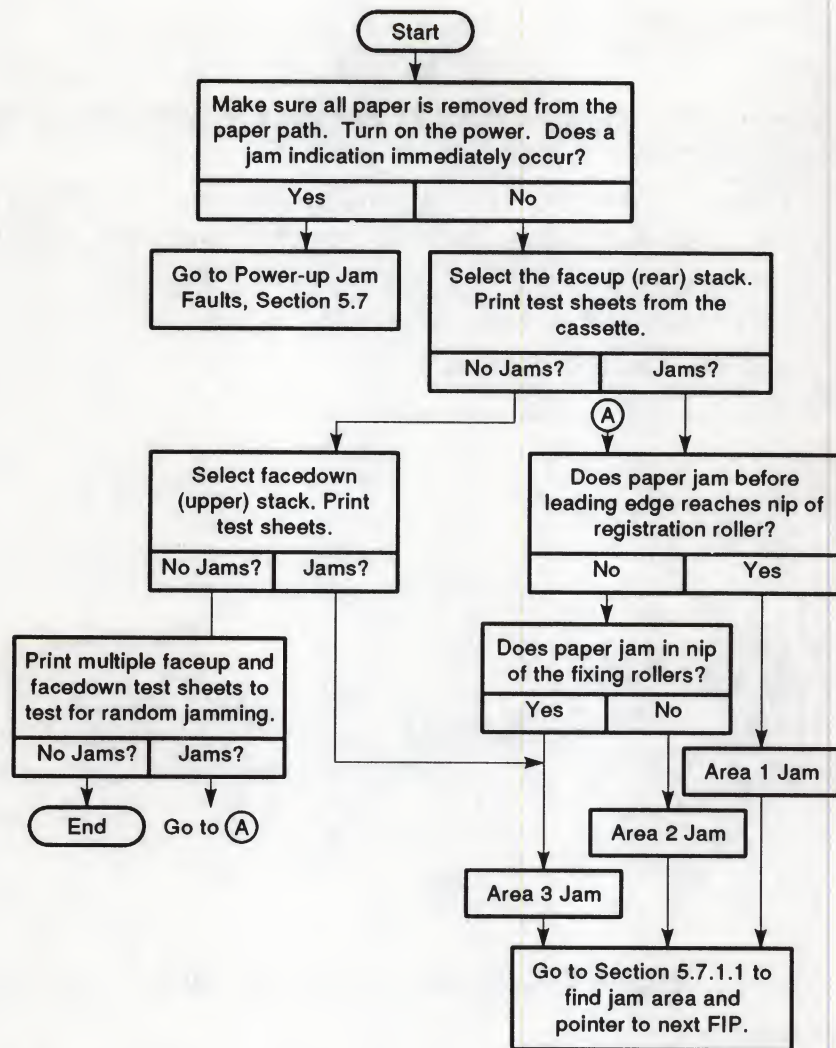 Start
Make sure all paper is removed from the
paper path. Turn on the power. Does a
jam indication immediately occur?
Yes
No
Go to Power-up Jam
Faults, Section 5.7
Select the faceup (rear) stack.
Print test sheets from the
cassette.
No Jams?
Jams?
A
Select facedown
(upper) stack. Print
test sheets.
No Jams?
Jams?
Does paper jam before
leading edge reaches nip of
registration roller?
No
Yes
Print multiple faceup and
facedown test sheets to
test for random jamming.
No Jams?
Jams?
Does paper jam in nip
of the fixing rollers?
Yes
No
Area 1 Jam
End
Go to A
Area 2 Jam
Area 3 Jam
Go to Section 5.7.1.1 to
find jam area and
pointer to next FIP.